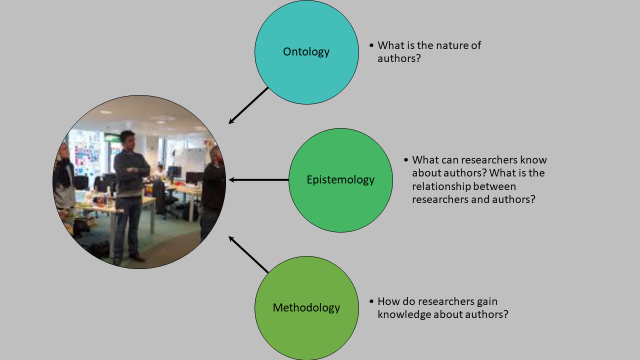 Ontology
• What is the nature of
authors?
Epistemology
• What can researchers know
about authors? What is the
relationship between
researchers and authors?
Methodology
• How do researchers gain
knowledge about authors?